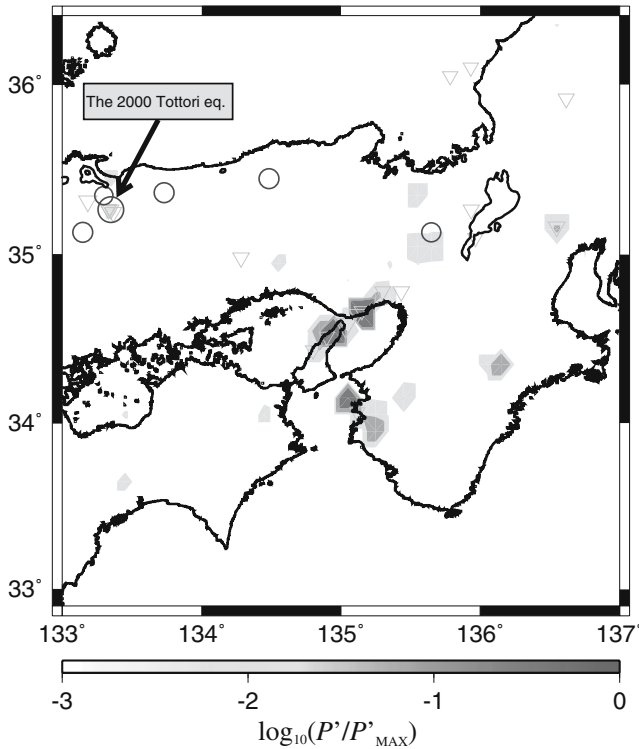 36˚
The 2000 Tottori eq.
35˚
34˚
33˚
133˚ 134˚ 135˚ 136˚ 137˚
-3 -2 -1 0
log₁₀(P’/P’MAX)